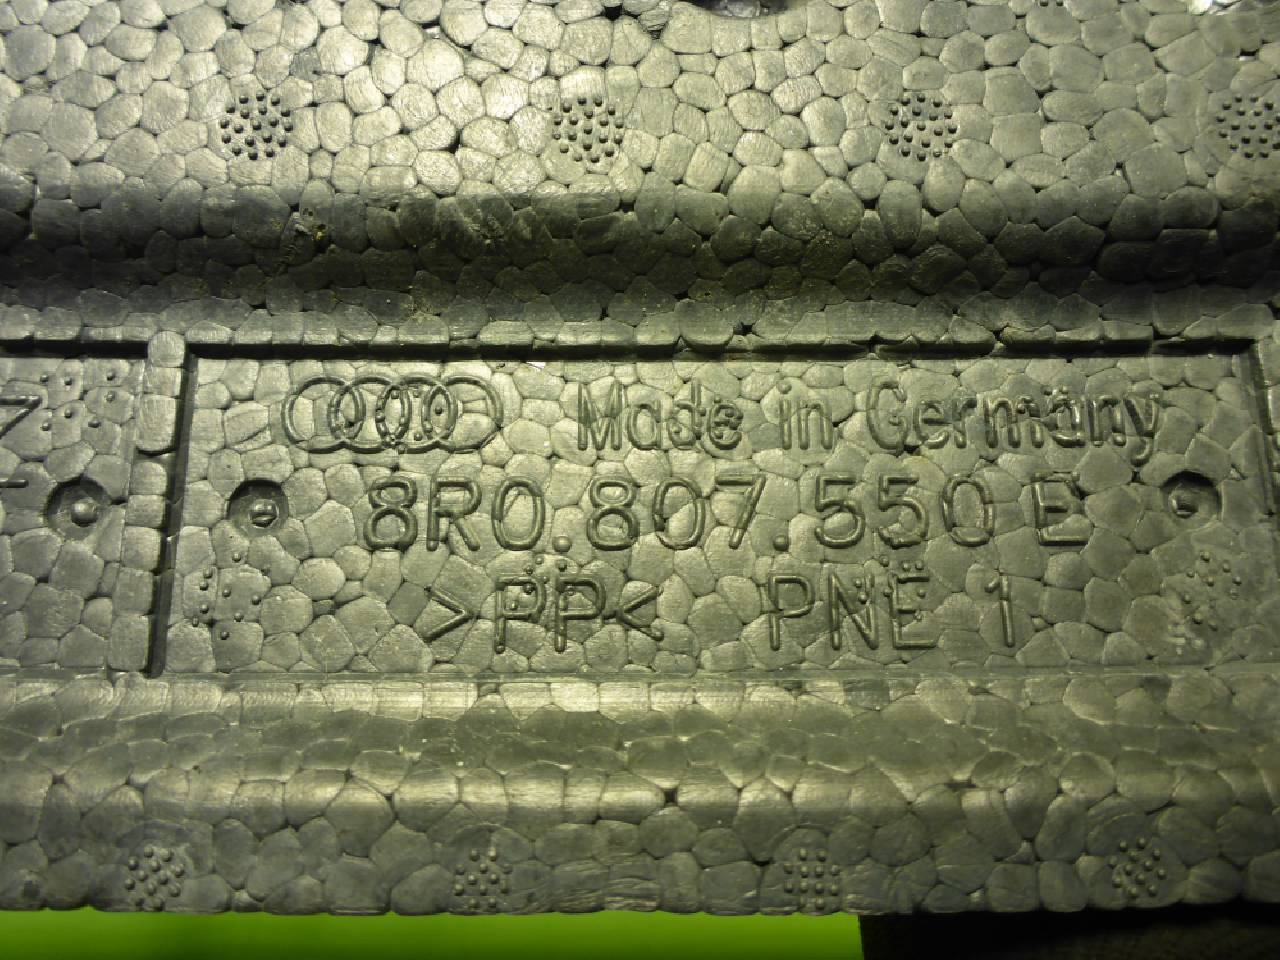 Made in Germany
8R0.807.550 E
>PP< PNE 1